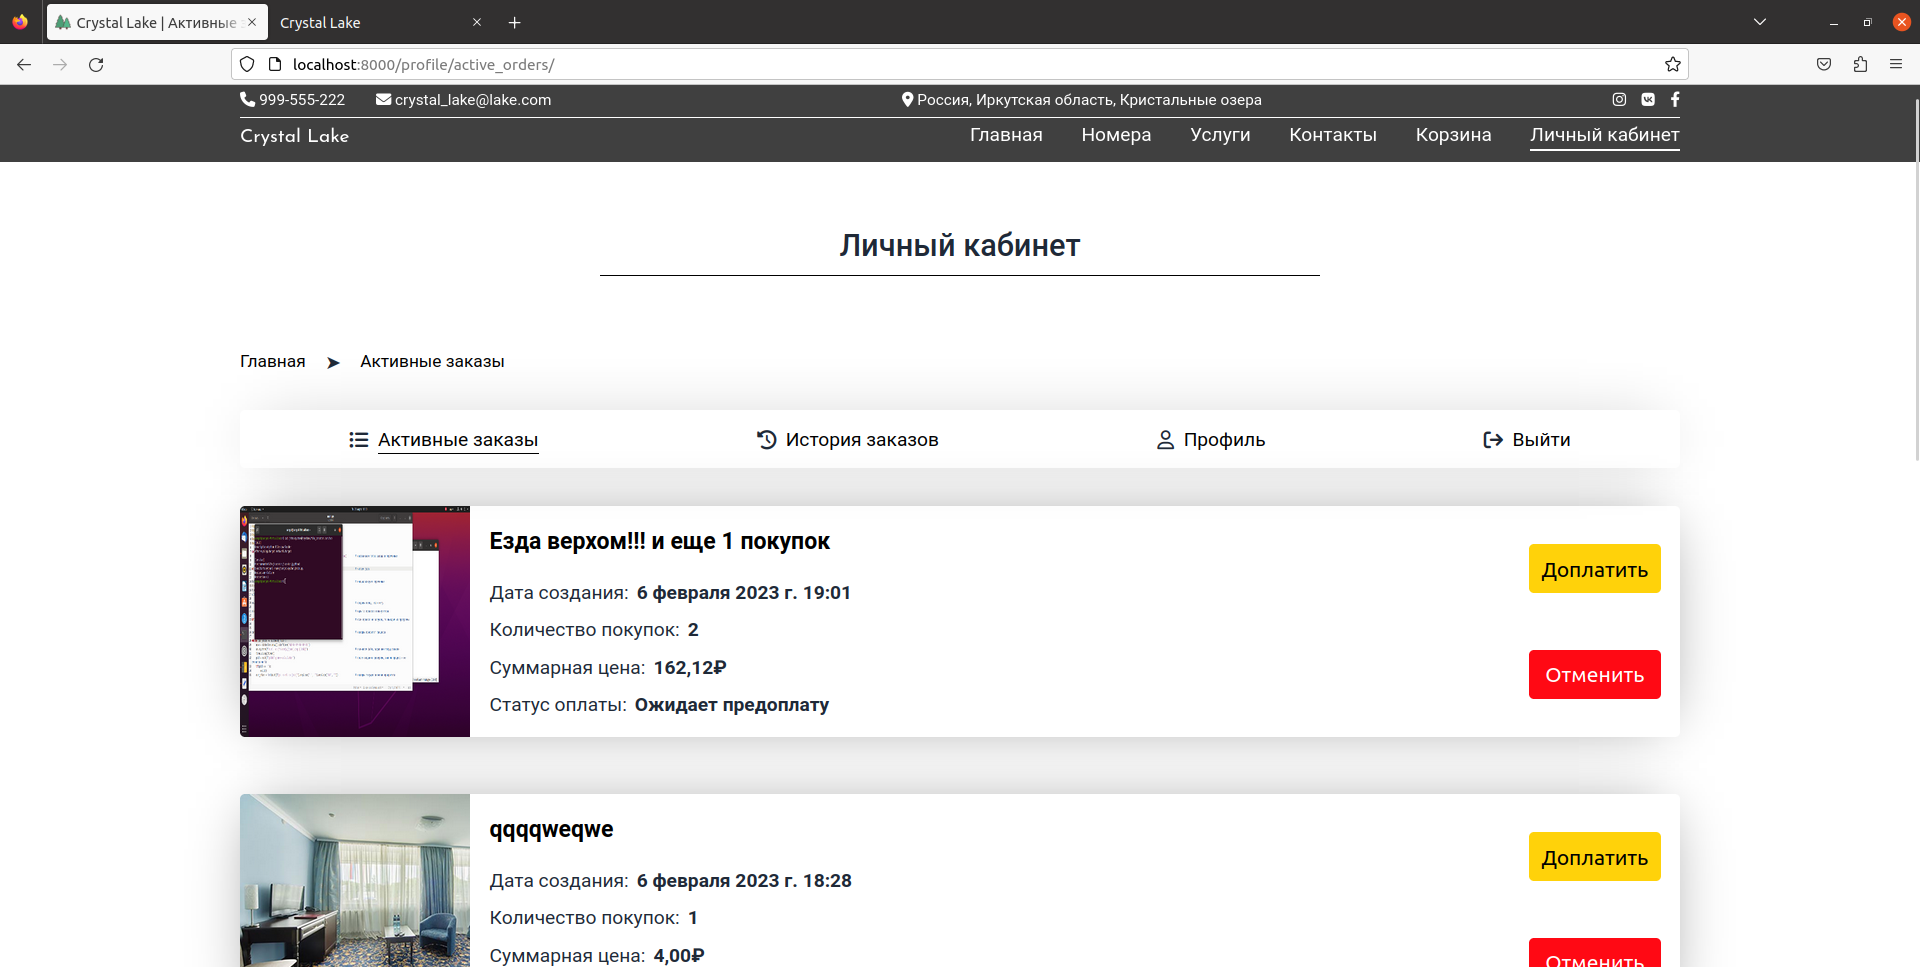 Crystal Lake | Активные
Crystal Lake
localhost:8000/profile/active_orders/
999-555-222
crystal_lake@lake.com
Россия, Иркутская область, Кристальные озера
Crystal Lake
Главная
Номера
Услуги
Контакты
Корзина
Личный кабинет
Личный кабинет
Главная ➤ Активные заказы
Активные заказы
История заказов
Профиль
Выйти
Езда верхом!!! и еще 1 покупок
Дата создания: 6 февраля 2023 г. 19:01
Количество покупок: 2
Суммарная цена: 162,12₽
Статус оплаты: Ожидает предоплату
Доплатить
Отменить
qqqqweqwe
Дата создания: 6 февраля 2023 г. 18:28
Количество покупок: 1
Суммарная цена: 4,00₽
Доплатить
Отменить